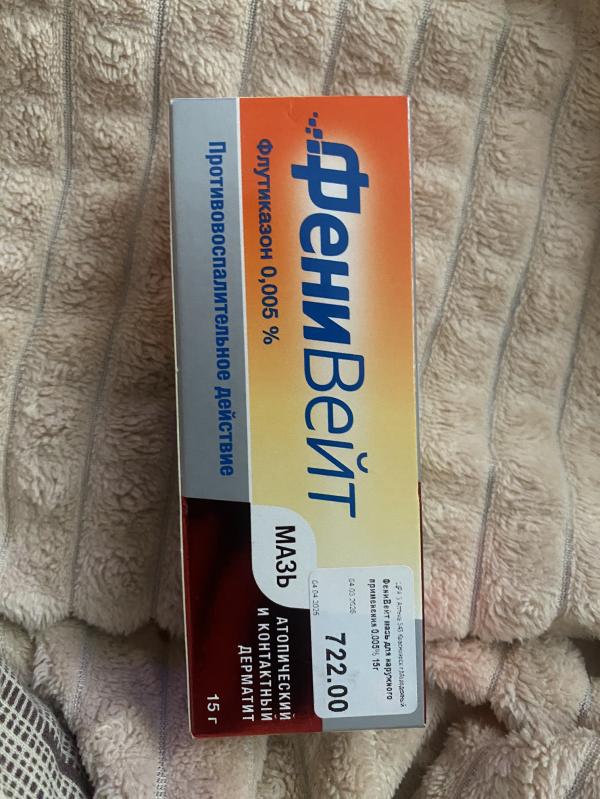 ФениВейт
Флутиказон 0,005 %
Противовоспалительное действие
МАЗЬ
АТОПИЧЕСКИЙ
И КОНТАКТНЫЙ
ДЕРМАТИТ
15 г
ФениВейт мазь для наружного
применения 0.005% 15г
722.00